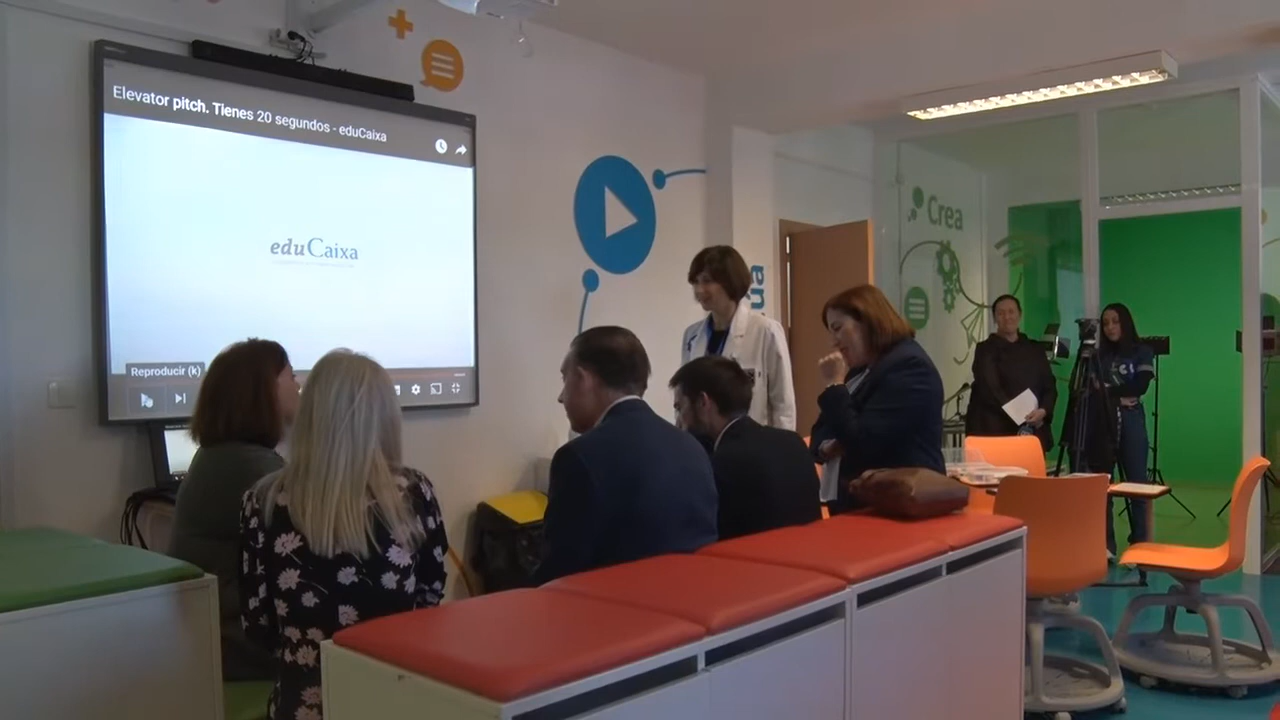 Elevator pitch. Tienes 20 segundos - eduCaixa
eduCaixa
Reproducir (k)
Crea